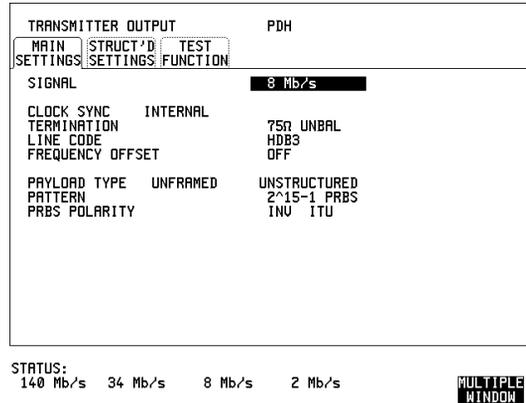 TRANSMITTER OUTPUT PDH
MAIN SETTINGS STRUCT'D SETTINGS TEST FUNCTION
SIGNAL 8 Mb/s
CLOCK SYNC INTERNAL
TERMINATION 75Ω UNBAL
LINE CODE HDB3
FREQUENCY OFFSET OFF
PAYLOAD TYPE UNFRAMED UNSTRUCTURED
PATTERN 2^15-1 PRBS
PRBS POLARITY INV ITU
STATUS:
140 Mb/s 34 Mb/s 8 Mb/s 2 Mb/s
MULTIPLE WINDOW